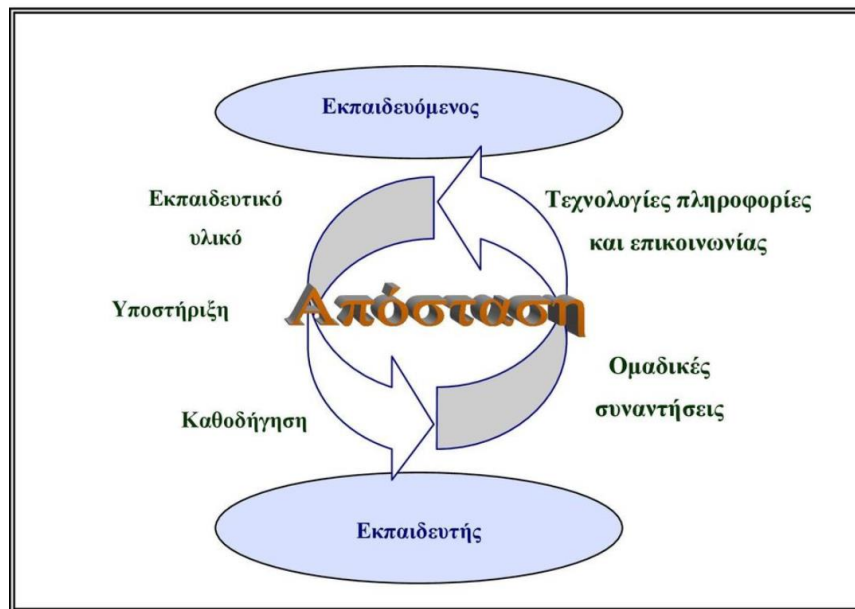 Εκπαιδευόμενος
Εκπαιδευτικό
υλικό
Τεχνολογίες πληροφορίες
και επικοινωνίας
Υποστήριξη
Απόσταση
Ομαδικές
συναντήσεις
Καθοδήγηση
Εκπαιδευτής